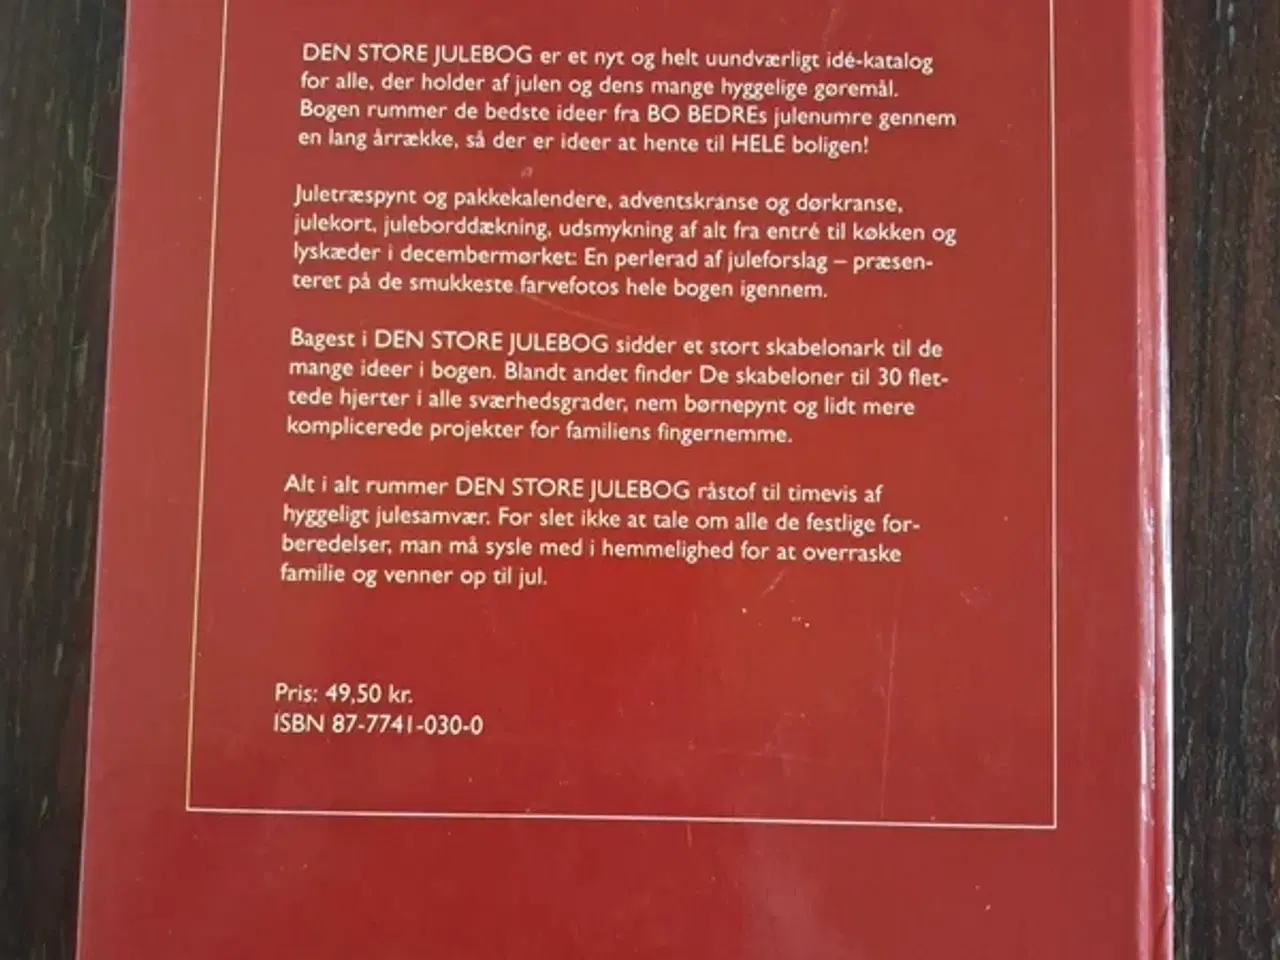 DEN STORE JULEBOG er et nyt og helt uundværligt idé-katalog
for alle, der holder af julen og dens mange hyggelige gøremål.
Bogen rummer de bedste ideer fra BO BEDREs julenumre gennem
en lang årrække, så der er ideer at hente til HELE boligen!
Juletræspynt og pakkekalendere, adventskranse og dørkranse,
julekort, juleborddækning, udsmykning af alt fra entré til køkken og
lyskæder i decembermørket: En perlerad af juleforslag – præsen-
teret på de smukkeste farvefotos hele bogen igennem.
Bagest i DEN STORE JULEBOG sidder et stort skabelonark til de
mange ideer i bogen. Blandt andet finder De skabeloner til 30 flet-
tede hjerter i alle sværhedsgrader, nem børnepynt og lidt mere
komplicerede projekter for familiens fingernemme.
Alt i alt rummer DEN STORE JULEBOG råstof til timevis af
hyggeligt julesamvær. For slet ikke at tale om alle de festlige for-
beredelser, man må sysle med i hemmelighed for at overraske
familie og venner op til jul.
Pris: 49,50 kr.
ISBN 87-7741-030-0